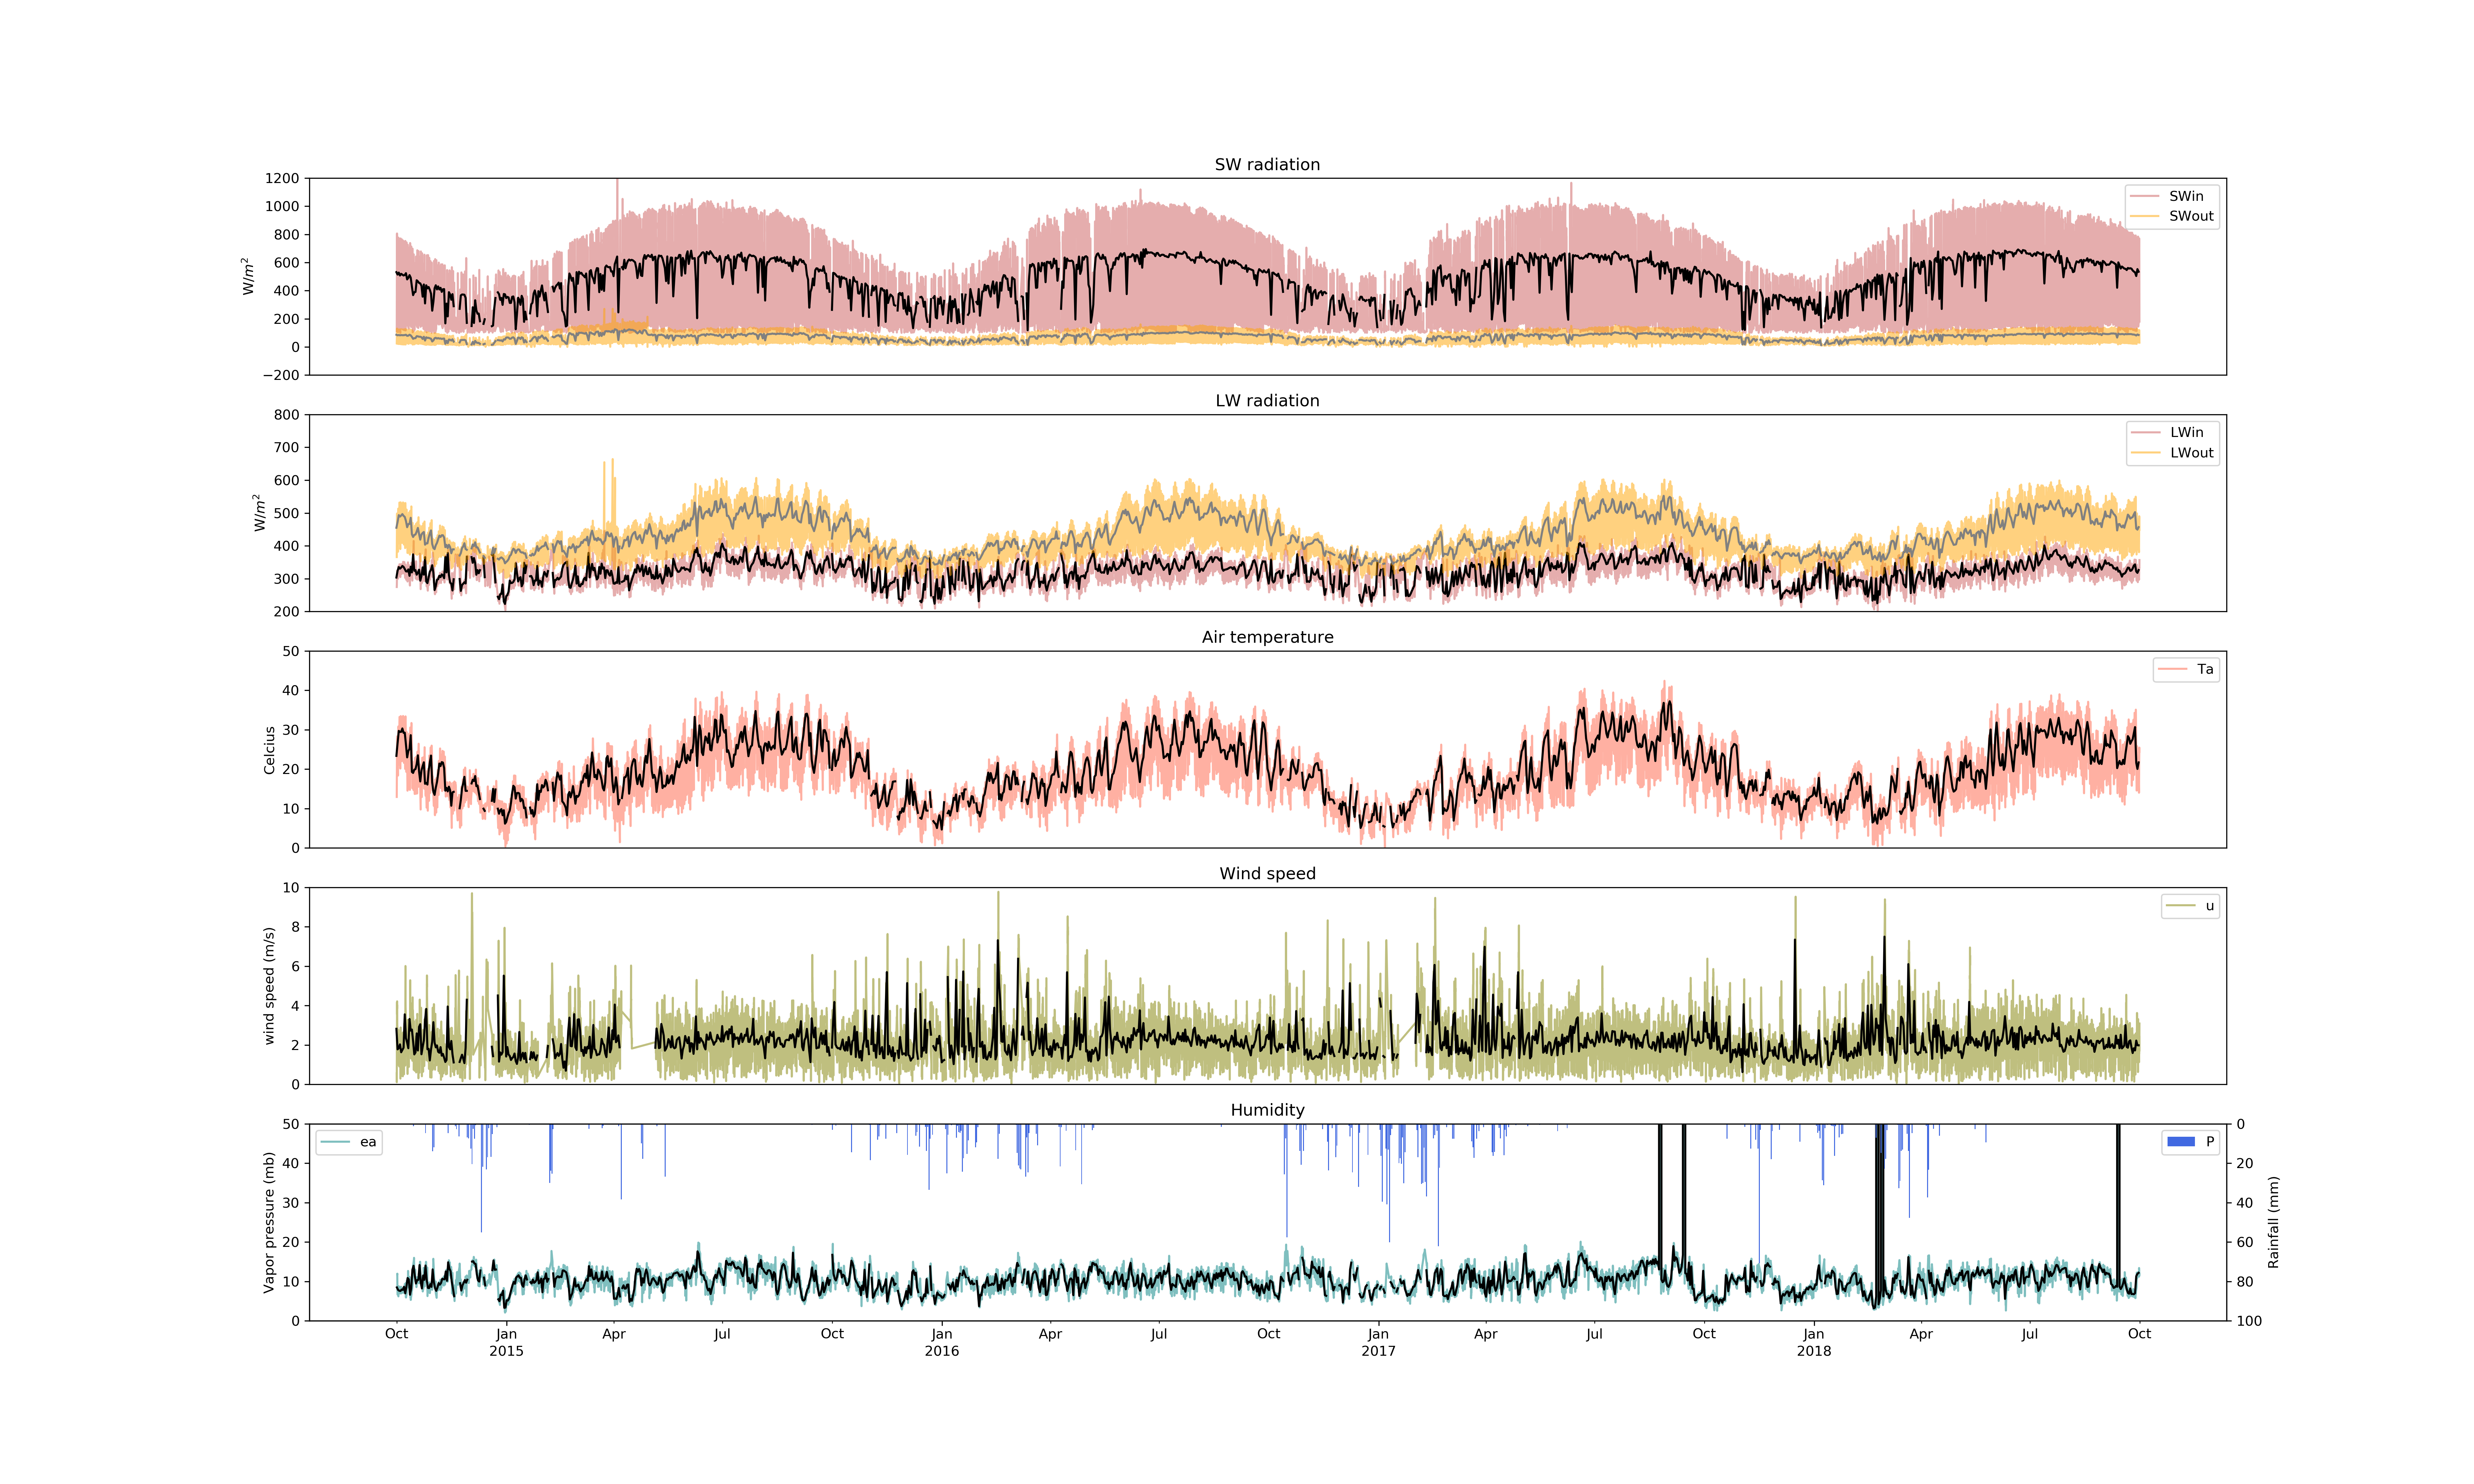 SW radiation
1200
1000
800
600
400
200
0
−200
W/m²
SWin
SWout
LW radiation
800
700
600
500
400
300
200
W/m²
LWin
LWout
Air temperature
50
40
30
20
10
0
Celcius
Ta
Wind speed
10
8
6
4
2
0
wind speed (m/s)
u
Humidity
50
40
30
20
10
0
Vapor pressure (mb)
ea
P
0
20
40
60
80
100
Rainfall (mm)
Oct Jan Apr Jul Oct Jan Apr Jul Oct Jan Apr Jul Oct Jan Apr Jul Oct
2015 2016 2017 2018